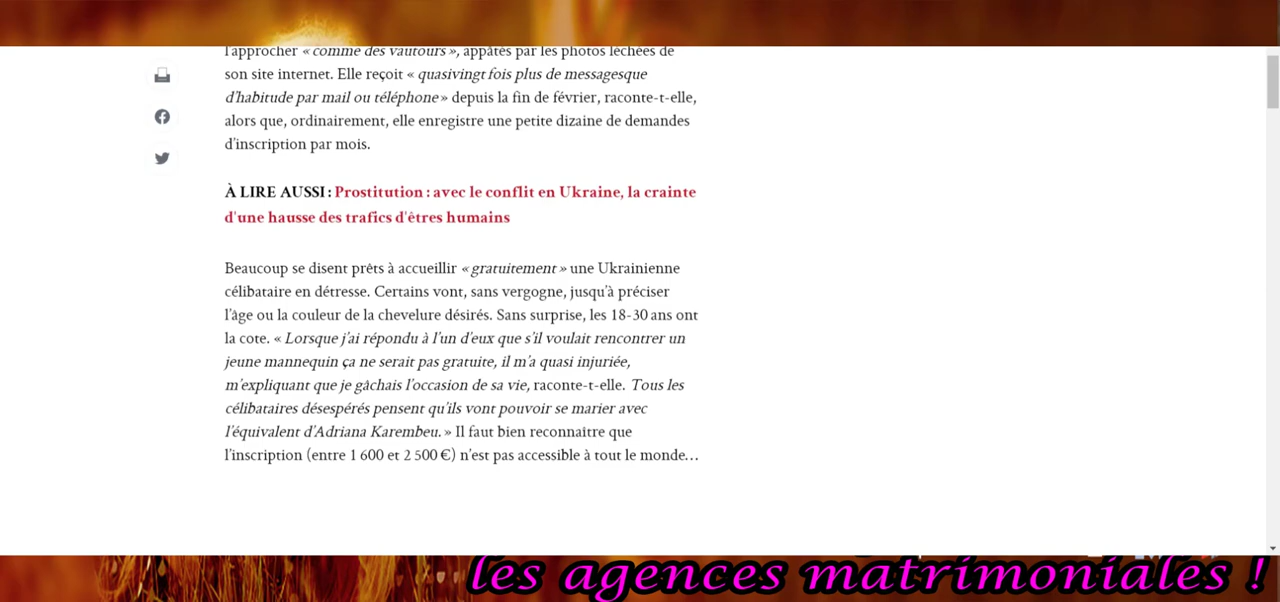 l'approcher « comme des vautours », appâtés par les photos léchées de
son site internet. Elle reçoit « quasivingt fois plus de messagesque
d'habitude par mail ou téléphone » depuis la fin de février, raconte-t-elle,
alors que, ordinairement, elle enregistre une petite dizaine de demandes
d'inscription par mois.
À LIRE AUSSI : Prostitution : avec le conflit en Ukraine, la crainte
d'une hausse des trafics d'êtres humains
Beaucoup se disent prêts à accueillir « gratuitement » une Ukrainienne
célibataire en détresse. Certains vont, sans vergogne, jusqu'à préciser
l'âge ou la couleur de la chevelure désirés. Sans surprise, les 18-30 ans ont
la cote. « Lorsque j'ai répondu à l'un d'eux que s'il voulait rencontrer un
jeune mannequin ça ne serait pas gratuite, il m'a quasi injuriée,
m'expliquant que je gâchais l'occasion de sa vie, raconte-t-elle. Tous les
célibataires désespérés pensent qu'ils vont pouvoir se marier avec
l'équivalent d'Adriana Karembeu. » Il faut bien reconnaître que
l'inscription (entre 1 600 et 2 500 €) n'est pas accessible à tout le monde…
les agences matrimoniales !